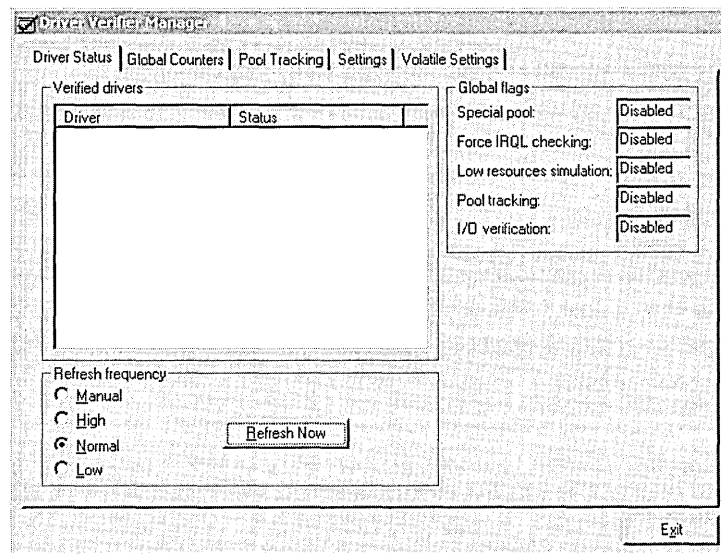 Driver Verifier Manager
Driver Status Global Counters Pool Tracking Settings Volatile Settings
Verified drivers
Driver Status
Global flags
Special pool: Disabled
Force IRQL checking: Disabled
Low resources simulation: Disabled
Pool tracking: Disabled
I/O verification: Disabled
Refresh frequency
Manual
High
Normal
Low
Refresh Now
Exit